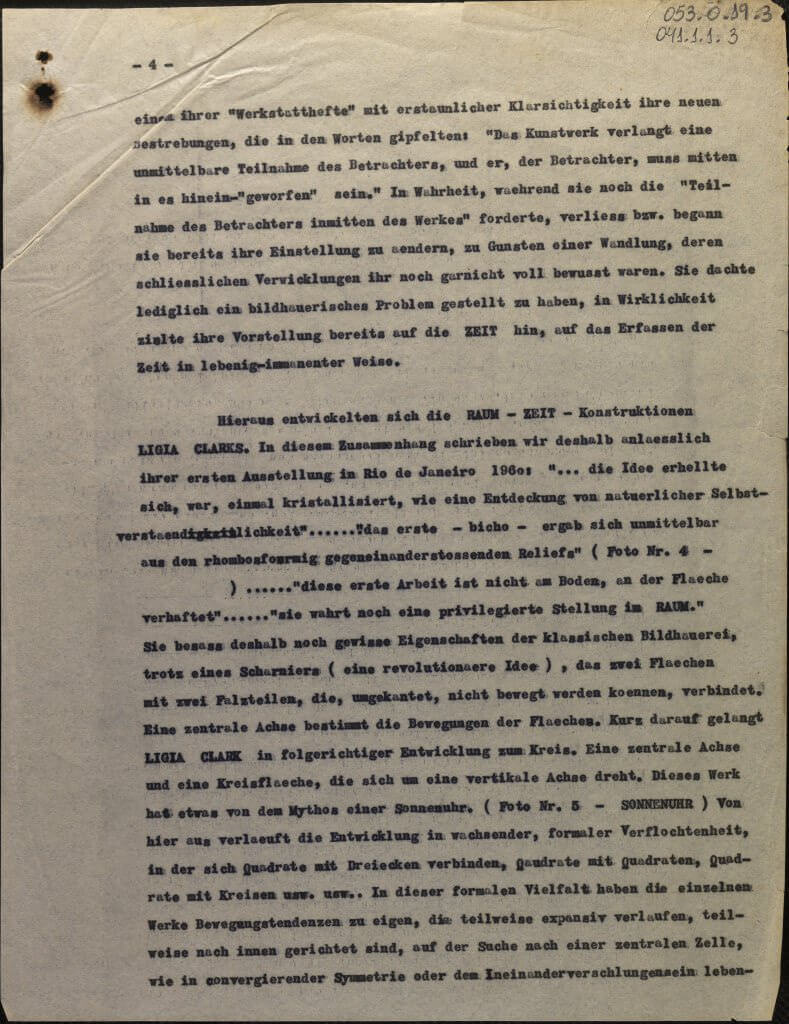 053.0.19.3
041.1.1.3
- 4 -
einem ihrer "Werkstatthefte" mit erstaunlicher Klarsichtigkeit ihre neuen
Bestrebungen, die in den Worten gipfelten: "Das Kunstwerk verlangt eine
unmittelbare Teilnahme des Betrachters, und er, der Betrachter, muss mitten
in es hinein-"geworfen" sein." In Wahrheit, waehrend sie noch die "Teil-
nahme des Betrachters inmitten des Werkes" forderte, verliess bzw. begann
sie bereits ihre Einstellung zu aendern, zu Gunsten einer Wandlung, deren
schliesslichen Verwicklungen ihr noch garnicht voll bewusst waren. Sie dachte
lediglich ein bildhauerisches Problem gestellt zu haben, in Wirklichkeit
zielte ihre Vorstellung bereits auf die ZEIT hin, auf das Erfassen der
Zeit in lebenig-immanenter Weise.
Hieraus entwickelten sich die RAUM - ZEIT - Konstruktionen
LIGIA CLARKS. In diesem Zusammenhang schrieben wir deshalb anlaesslich
ihrer ersten Ausstellung in Rio de Janeiro 196o: "... die Idee erhellte
sich, war, einmal kristallisiert, wie eine Entdeckung von natuerlicher Selbst-
verstaendlichkeit"......"das erste - bicho - ergab sich unmittelbar
aus den rhombosfoermig gegeneinanderstossenden Reliefs" ( Foto Nr. 4 -
) ......"diese erste Arbeit ist nicht am Boden, an der Flaeche
verhaftet"......"sie wahrt noch eine privilegierte Stellung im RAUM."
Sie besass deshalb noch gewisse Eigenschaften der klassischen Bildhauerei,
trotz eines Scharniers ( eine revolutionaere Idee ) , das zwei Flaechen
mit zwei Falzteilen, die, umgekantet, nicht bewegt werden koennen, verbindet.
Eine zentrale Achse bestimmt die Bewegungen der Flaechen. Kurz darauf gelangt
LIGIA CLARK in folgerichtiger Entwicklung zum Kreis. Eine zentrale Achse
und eine Kreisflaeche, die sich um eine vertikale Achse dreht. Dieses Werk
hat etwas von dem Mythos einer Sonnenuhr. ( Foto Nr. 5 - SONNENUHR ) Von
hier aus verlaeuft die Entwicklung in wachsender, formaler Verflochtenheit,
in der sich Quadrate mit Dreiecken verbinden, Qaudrate mit Quadraten, Quad-
rate mit Kreisen usw. usw.. In dieser formalen Vielfalt haben die einzelnen
Werke Bewegungstendenzen zu eigen, die teilweise expansiv verlaufen, teil-
weise nach innen gerichtet sind, auf der Suche nach einer zentralen Zelle,
wie in convergierender Symmetrie oder dem Ineinanderverschlungensein leben-